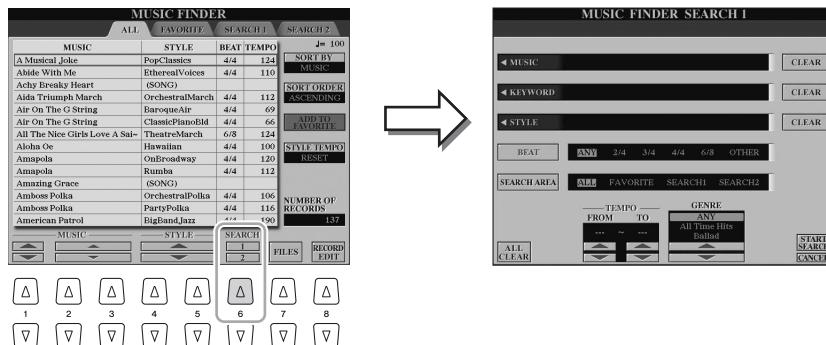 MUSIC FINDER
ALL FAVORITE SEARCH 1 SEARCH 2
MUSIC STYLE BEAT TEMPO
♩= 100
A Musical Joke PopClassics 4/4 124
Abide With Me EtherealVoices 4/4 110
Achy Breaky Heart (SONG)
Aida Triumph March OrchestralMarch 4/4 112
Air On The G String BaroqueAir 4/4 69
Air On The G String ClassicPianoBld 4/4 66
All The Nice Girls Love A Sai~ TheatreMarch 6/8 124
Aloha Oe Hawaiian 4/4 100
Amapola OnBroadway 4/4 120
Amapola Rumba 4/4 112
Amazing Grace (SONG)
Amboss Polka OrchestralPolka 4/4 106
Amboss Polka PartyPolka 4/4 116
American Patrol BigBandJazz 4/4 190
SORT BY
MUSIC
SORT ORDER
ASCENDING
ADD TO
FAVORITE
STYLE TEMPO
RESET
NUMBER OF
RECORDS
137
MUSIC STYLE SEARCH
1
2
FILES
RECORD
EDIT
1 2 3 4 5 6 7 8
MUSIC FINDER SEARCH 1
MUSIC CLEAR
KEYWORD CLEAR
STYLE CLEAR
BEAT ANY 2/4 3/4 4/4 6/8 OTHER
SEARCH AREA ALL FAVORITE SEARCH1 SEARCH2
TEMPO
FROM TO
--- ~ ---
GENRE
ANY
All Time Hits
Ballad
ALL
CLEAR
START
SEARCH
CANCEL